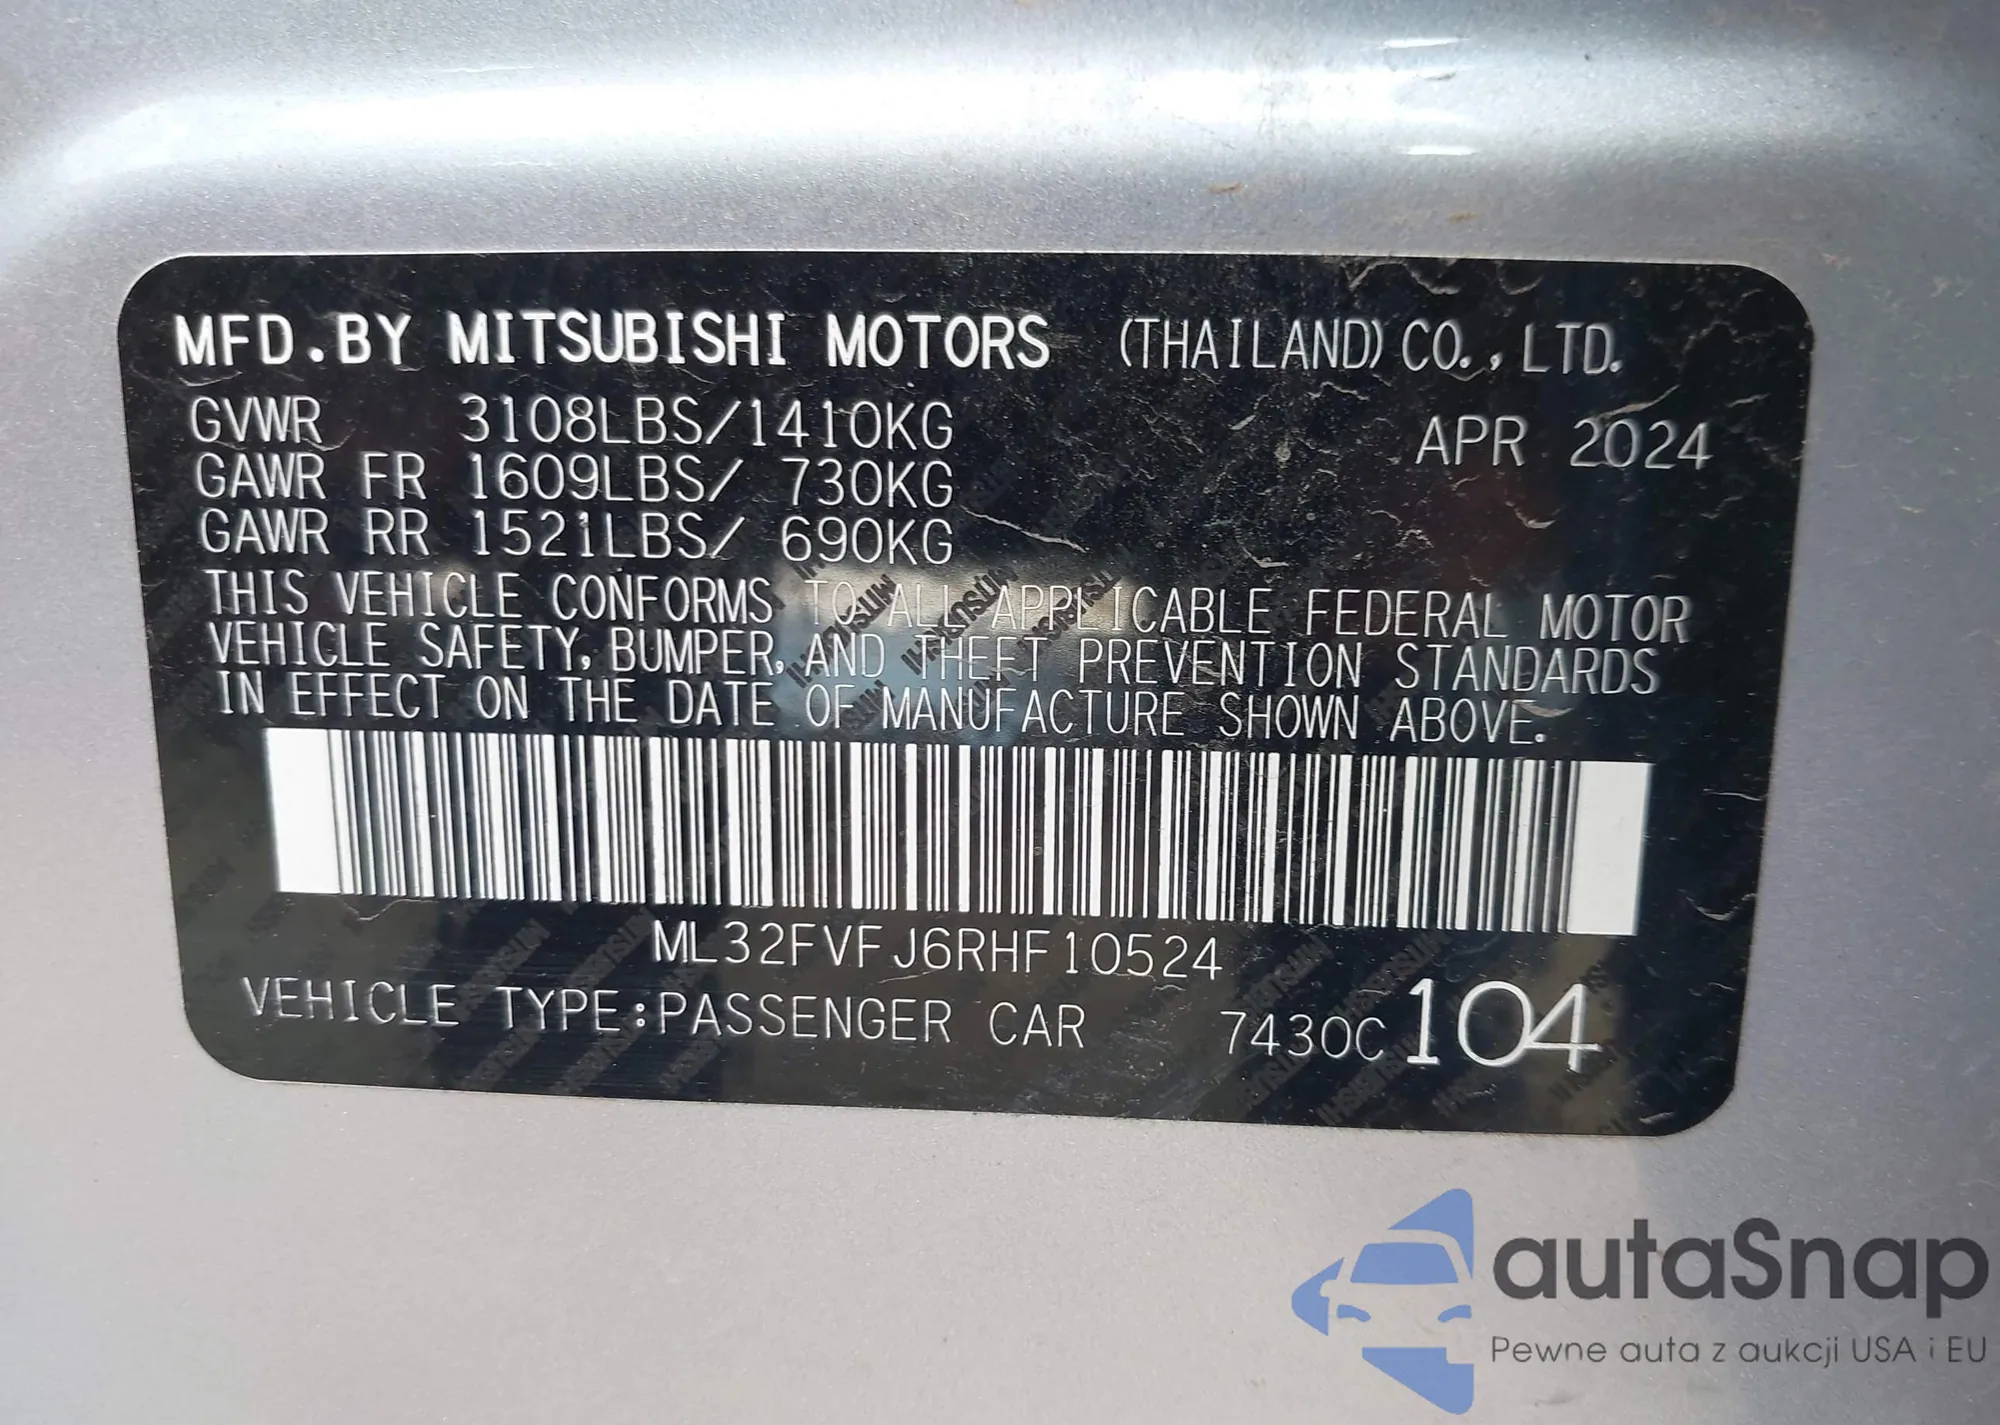 MFD.BY MITSUBISHI MOTORS (THAILAND) CO., LTD.
GVWR 3108LBS/1410KG APR 2024
GAWR FR 1609LBS/ 730KG
GAWR RR 1521LBS/ 690KG
THIS VEHICLE CONFORMS TO ALL APPLICABLE FEDERAL MOTOR
VEHICLE SAFETY, BUMPER, AND THEFT PREVENTION STANDARDS
IN EFFECT ON THE DATE OF MANUFACTURE SHOWN ABOVE.
ML32FVFJ6RHF10524
VEHICLE TYPE:PASSENGER CAR 7430C 104
autaSnap
Pewne auta z aukcji USA i EU